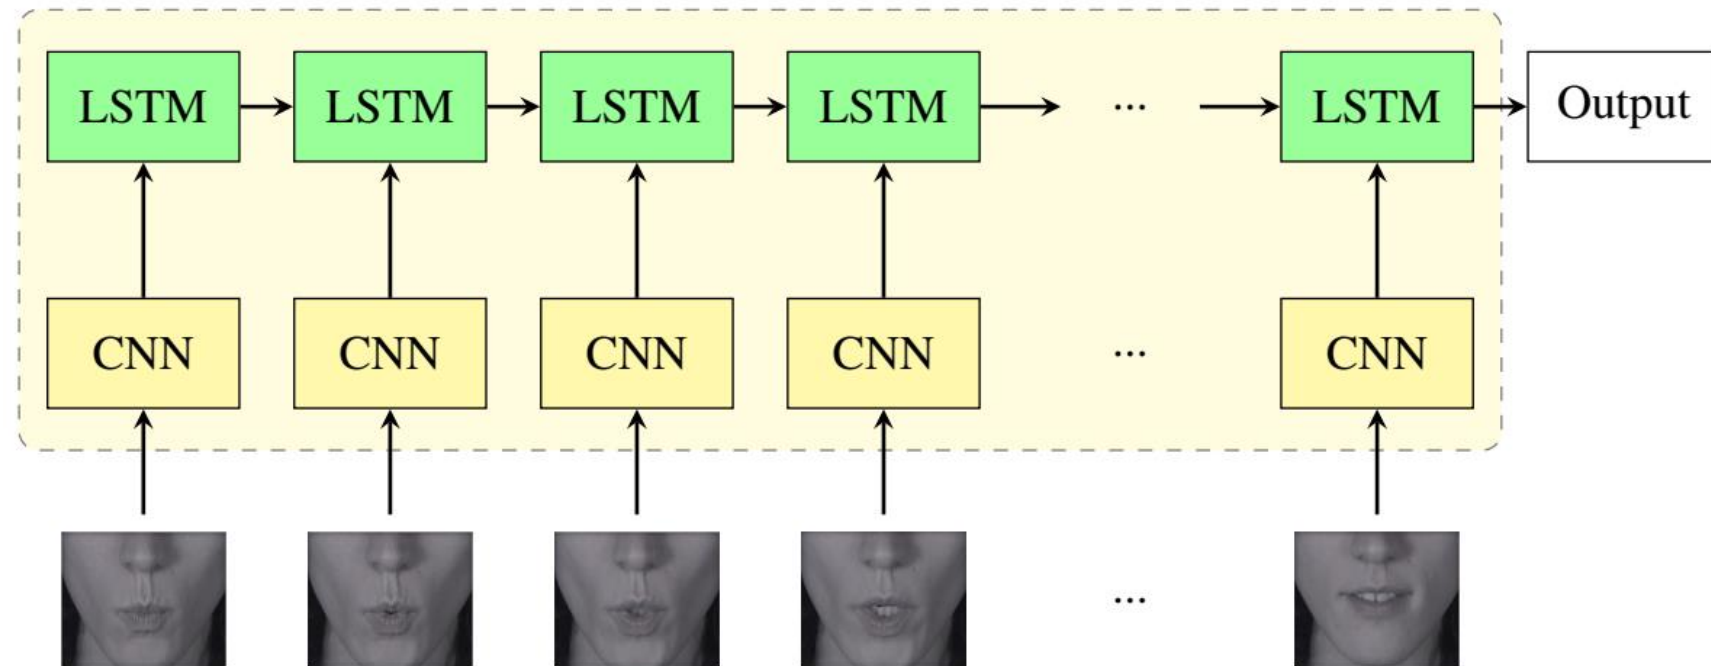 LSTM LSTM LSTM LSTM ... LSTM Output
CNN CNN CNN CNN ... CNN
...